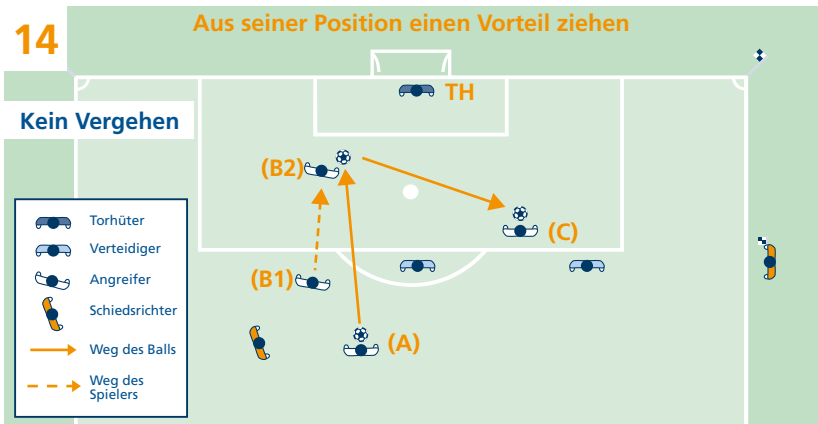 14
Aus seiner Position einen Vorteil ziehen
TH
Kein Vergehen
(B2)
(C)
(B1)
(A)
Torhüter
Verteidiger
Angreifer
Schiedsrichter
Weg des Balls
Weg des
Spielers